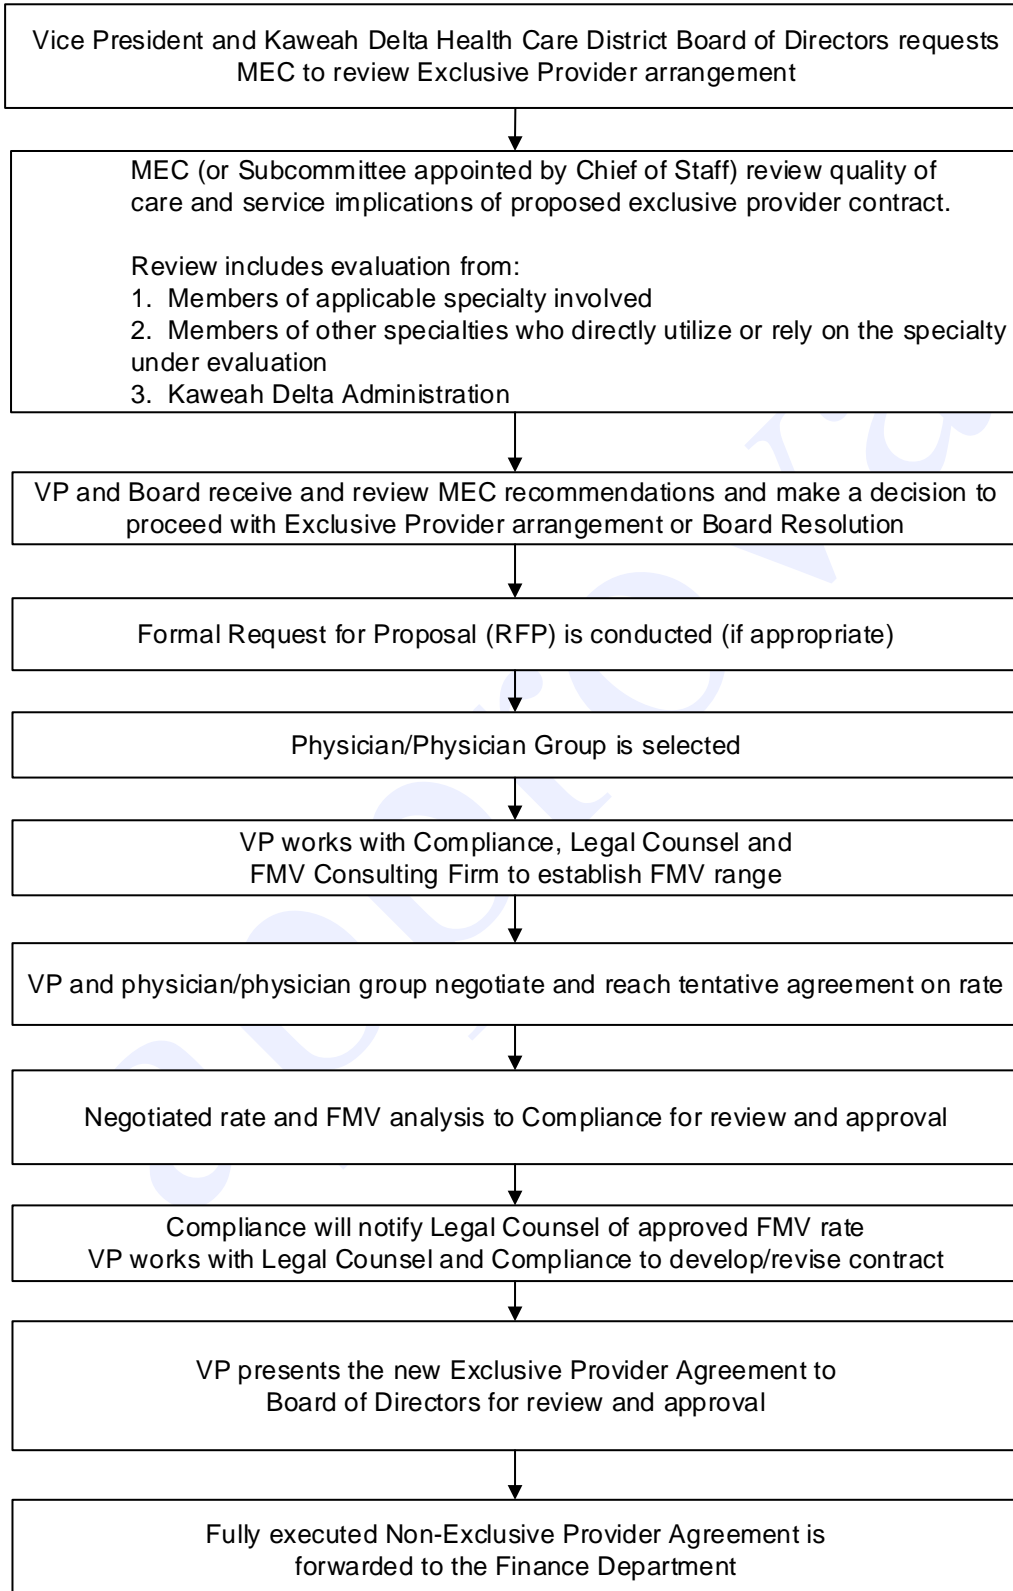 Vice President and Kaweah Delta Health Care District Board of Directors requests
MEC to review Exclusive Provider arrangement
MEC (or Subcommittee appointed by Chief of Staff) review quality of
care and service implications of proposed exclusive provider contract.
Review includes evaluation from:
1. Members of applicable specialty involved
2. Members of other specialties who directly utilize or rely on the specialty
under evaluation
3. Kaweah Delta Administration
VP and Board receive and review MEC recommendations and make a decision to
proceed with Exclusive Provider arrangement or Board Resolution
Formal Request for Proposal (RFP) is conducted (if appropriate)
Physician/Physician Group is selected
VP works with Compliance, Legal Counsel and
FMV Consulting Firm to establish FMV range
VP and physician/physician group negotiate and reach tentative agreement on rate
Negotiated rate and FMV analysis to Compliance for review and approval
Compliance will notify Legal Counsel of approved FMV rate
VP works with Legal Counsel and Compliance to develop/revise contract
VP presents the new Exclusive Provider Agreement to
Board of Directors for review and approval
Fully executed Non-Exclusive Provider Agreement is
forwarded to the Finance Department